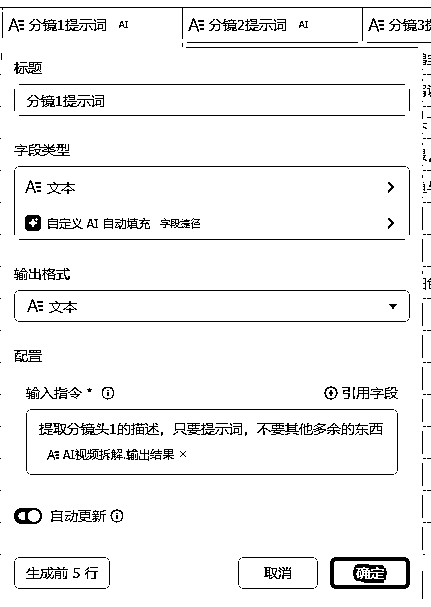 分镜1提示词 AI 分镜2提示词 AI 分镜3
标题
分镜1提示词
字段类型
文本
自定义 AI 自动填充 字段捷径
输出格式
文本
配置
输入指令 * 引用字段
提取分镜头1的描述，只要提示词，不要其他多余的东西
AI视频拆解.输出结果 ×
自动更新
生成前 5 行 取消 确定